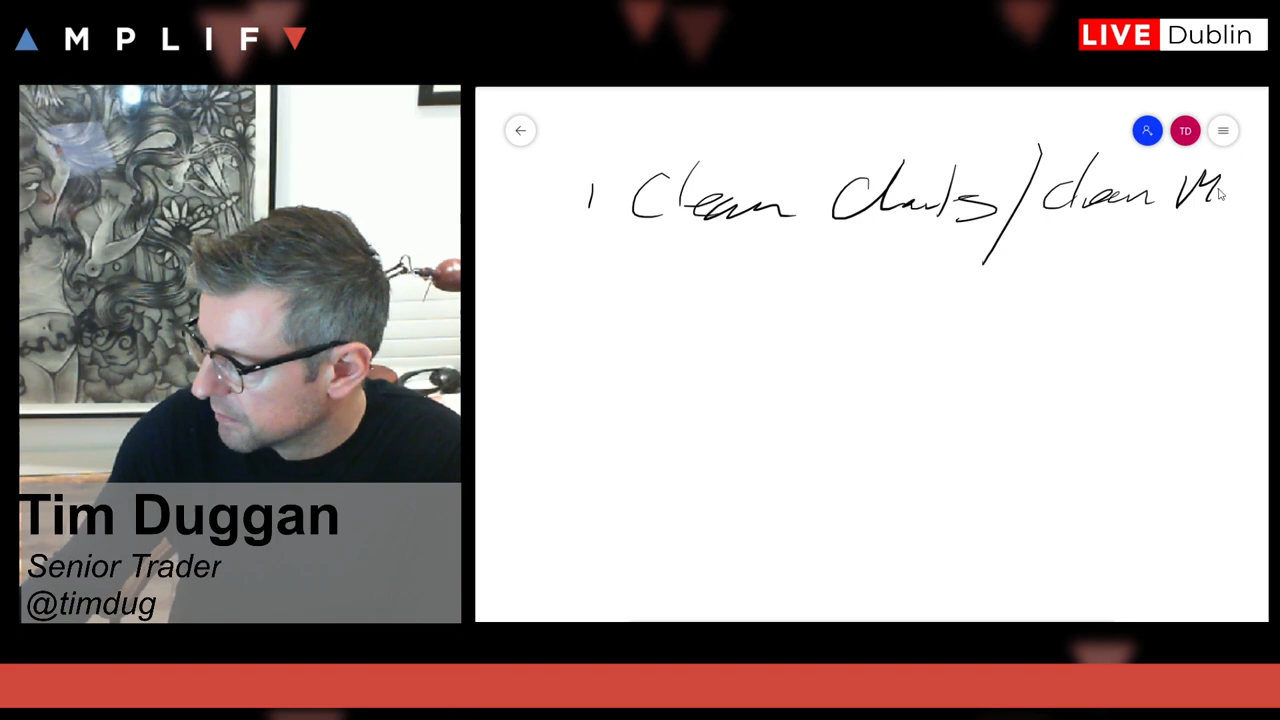 AMPLIFY
LIVE Dublin
TD
1 Clean Charts/Clean M
Tim Duggan
Senior Trader
@timdug